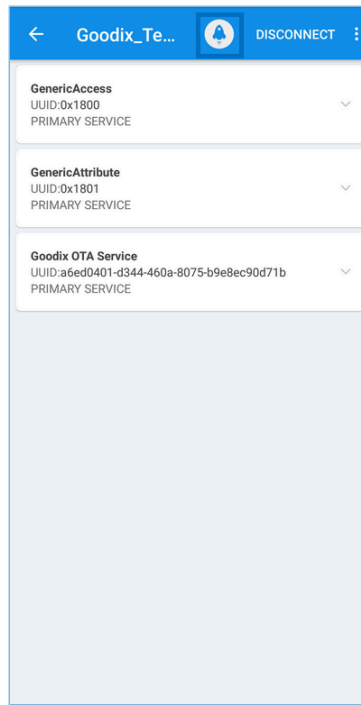 Goodix_Te... DISCONNECT
GenericAccess
UUID:0x1800
PRIMARY SERVICE
GenericAttribute
UUID:0x1801
PRIMARY SERVICE
Goodix OTA Service
UUID:a6ed0401-d344-460a-8075-b9e8ec90d71b
PRIMARY SERVICE